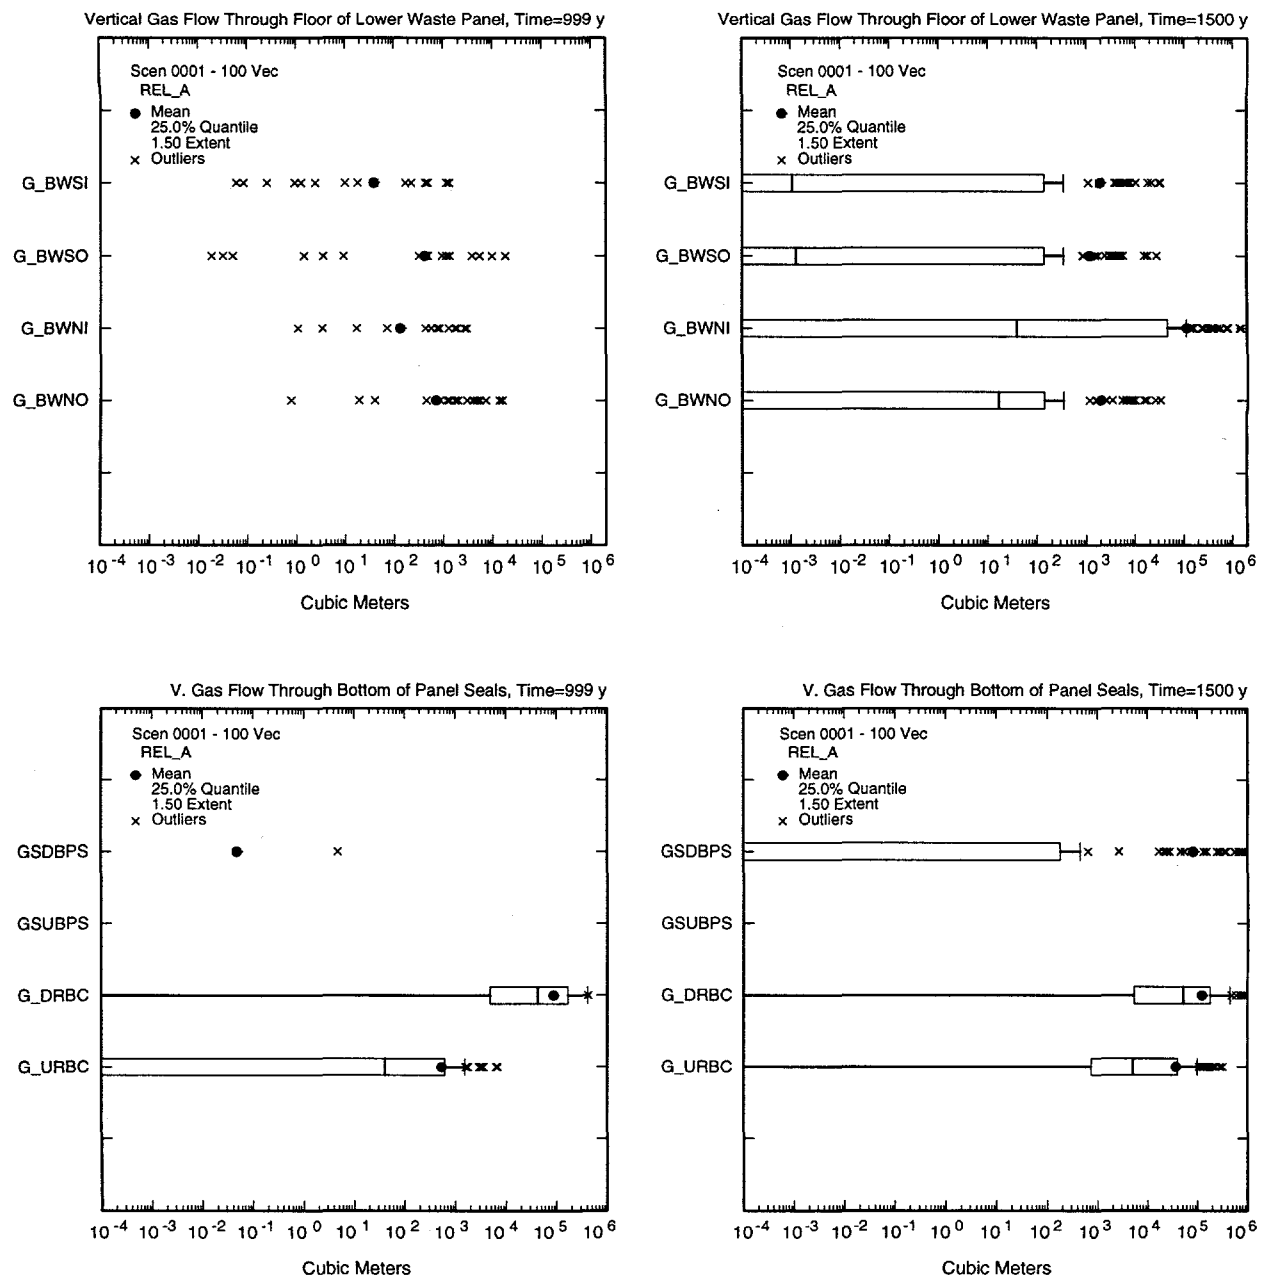 Vertical Gas Flow Through Floor of Lower Waste Panel, Time=999 y
Scen 0001 - 100 Vec
REL_A
Mean
25.0% Quantile
1.50 Extent
× Outliers
G_BWSI
G_BWSO
G_BWNI
G_BWNO
10^-4 10^-3 10^-2 10^-1 10^0 10^1 10^2 10^3 10^4 10^5 10^6
Cubic Meters
Vertical Gas Flow Through Floor of Lower Waste Panel, Time=1500 y
Scen 0001 - 100 Vec
REL_A
Mean
25.0% Quantile
1.50 Extent
× Outliers
G_BWSI
G_BWSO
G_BWNI
G_BWNO
10^-4 10^-3 10^-2 10^-1 10^0 10^1 10^2 10^3 10^4 10^5 10^6
Cubic Meters
V. Gas Flow Through Bottom of Panel Seals, Time=999 y
Scen 0001 - 100 Vec
REL_A
Mean
25.0% Quantile
1.50 Extent
× Outliers
GSDBPS
GSUBPS
G_DRBC
G_URBC
10^-4 10^-3 10^-2 10^-1 10^0 10^1 10^2 10^3 10^4 10^5 10^6
Cubic Meters
V. Gas Flow Through Bottom of Panel Seals, Time=1500 y
Scen 0001 - 100 Vec
REL_A
Mean
25.0% Quantile
1.50 Extent
× Outliers
GSDBPS
GSUBPS
G_DRBC
G_URBC
10^-4 10^-3 10^-2 10^-1 10^0 10^1 10^2 10^3 10^4 10^5 10^6
Cubic Meters